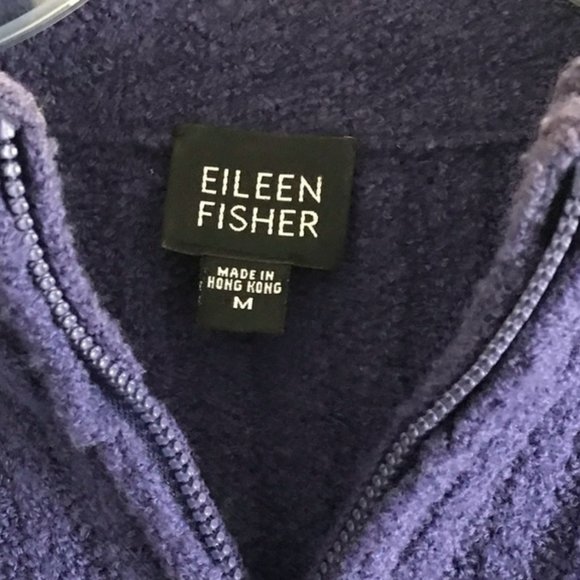 EILEEN
FISHER
MADE IN
HONG KONG
M